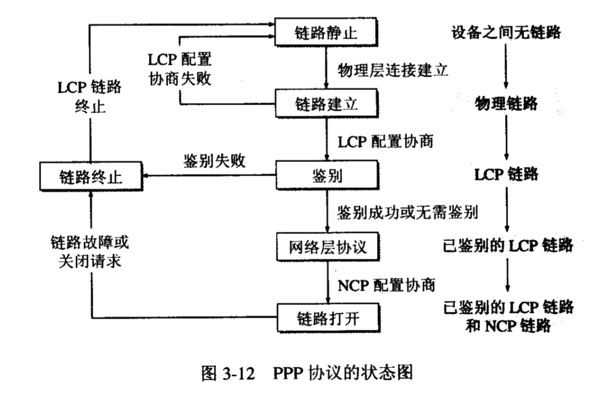 链路静止
设备之间无链路
LCP 配置
协商失败
物理层连接建立
LCP 链路
终止
链路建立
物理链路
LCP 配置协商
鉴别失败
链路终止
鉴别
LCP 链路
鉴别成功或无需鉴别
链路故障或
关闭请求
网络层协议
已鉴别的 LCP 链路
NCP 配置协商
链路打开
已鉴别的 LCP 链路
和 NCP 链路
图 3-12 PPP 协议的状态图